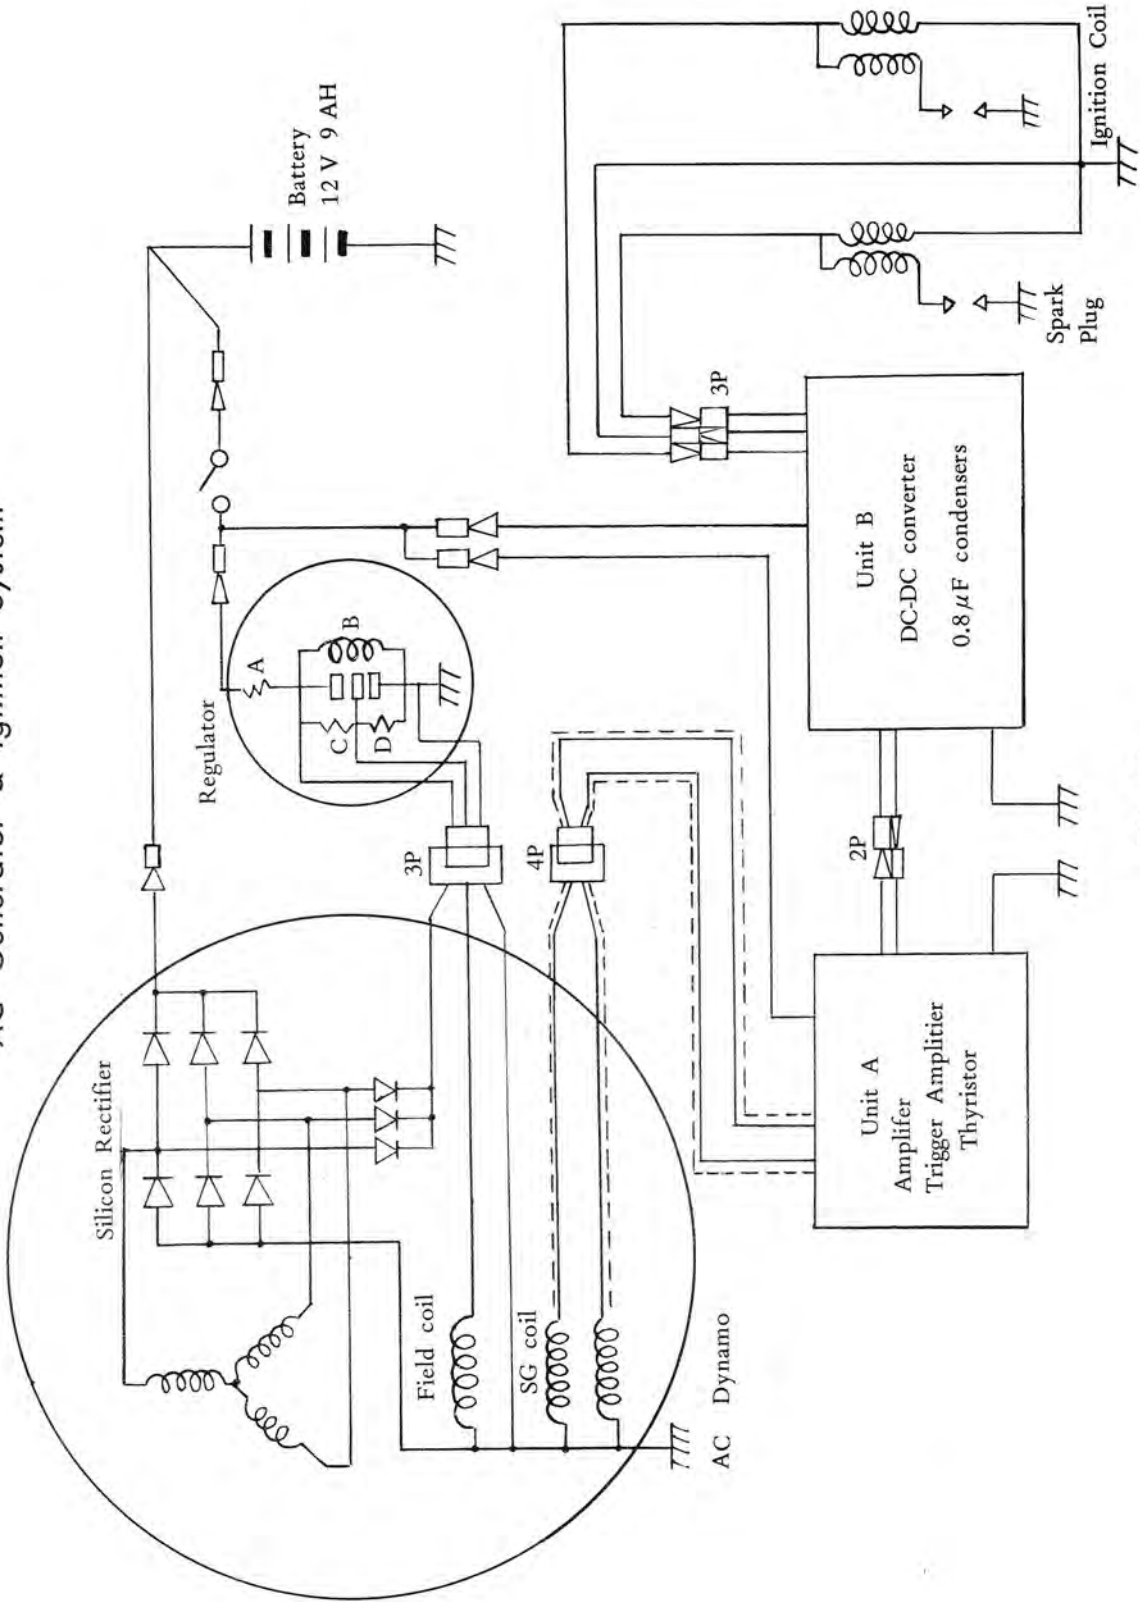 AC Generator & Ignition System
Silicon Rectifier
Regulator
Battery
12 V 9 AH
A
B
C
D
Field coil
3P
SG coil
4P
AC Dynamo
3P
2P
Unit A
Amplifer
Trigger Amplitier
Thyristor
Unit B
DC-DC converter
0.8 μF condensers
Spark
Plug
Ignition Coil